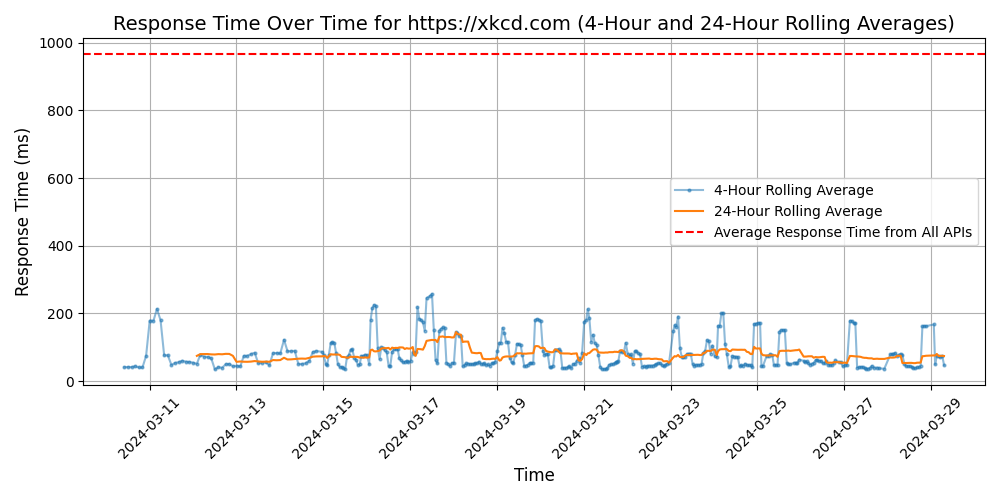 Response Time Over Time for https://xkcd.com (4-Hour and 24-Hour Rolling Averages)
Response Time (ms)
1000
800
600
400
200
0
4-Hour Rolling Average
24-Hour Rolling Average
Average Response Time from All APIs
2024-03-11
2024-03-13
2024-03-15
2024-03-17
2024-03-19
2024-03-21
2024-03-23
2024-03-25
2024-03-27
2024-03-29
Time